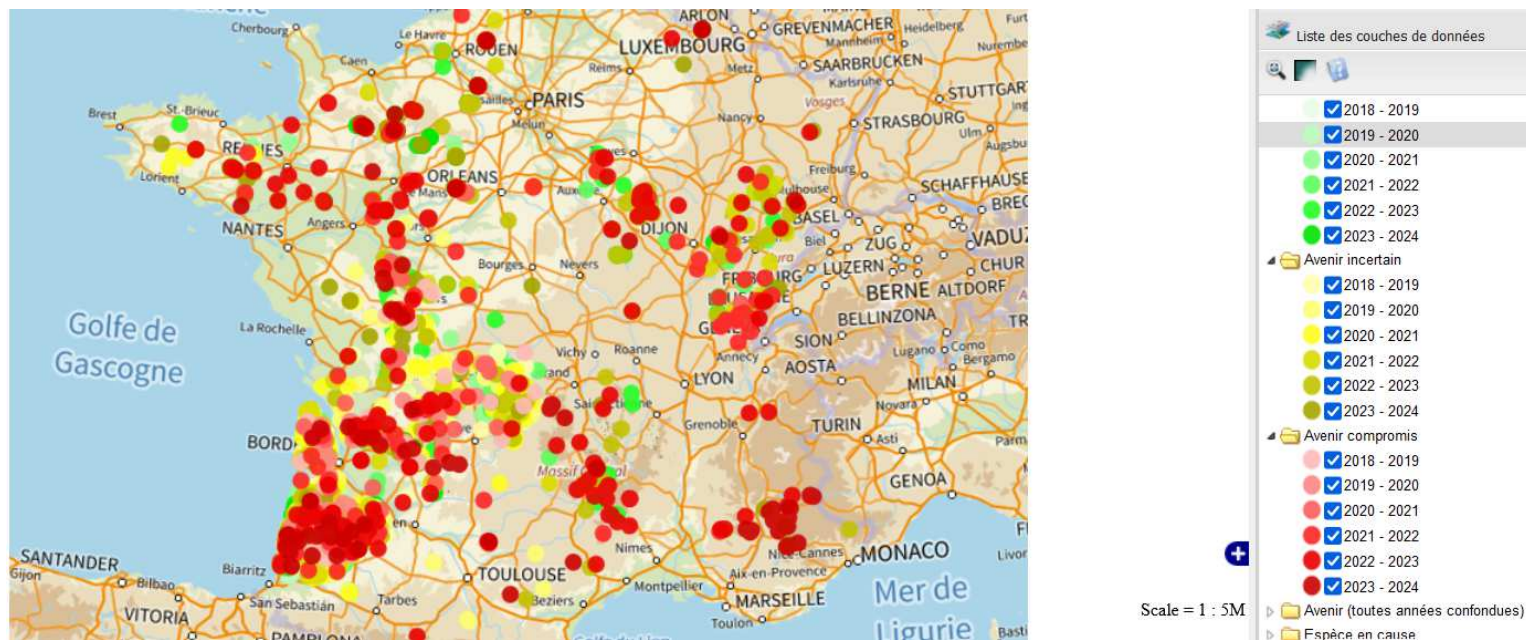 Cherbourg
Le Havre
ROUEN
Caen
ARLON
LUXEMBOURG
GREVENMACHER
Heidelberg
Mannheim
Furt
Nurembe
SAARBRUCKEN
Reims
Metz
Karlsruhe
STUTTGAR
PARIS
Melun
Nancy
Vosges
STRASBOURG
Ulm
Augsbu
Brest
St.-Brieuc
Lorient
ORLEANS
Le Mans
Freiburg
SCHAFFHAUSE
BREG
NANTES
Angers
DIJON
BASEL
Biel
ZUG
VADUZ
Bourges
Nevers
LUZERN
CHUR
BERNE
ALTDORF
BELLINZONA
Golfe de
Gascogne
La Rochelle
SION
Vichy
Roanne
Annecy
AOSTA
Lugano
Como
Bergamo
LYON
MILAN
Novara
Grenoble
TURIN
Asti
Parm
BORD
GENOA
Nimes
Nice-Cannes
MONACO
Livor
SANTANDER
Gijon
Bilbao
Biarritz
San Sebastián
Tarbes
TOULOUSE
Beziers
Montpellier
Aix-en-Provence
MARSEILLE
Toulon
Mer de
Ligurie
Basti
VITORIA
PAMPLONA
Scale = 1 : 5M
Liste des couches de données
2018 - 2019
2019 - 2020
2020 - 2021
2021 - 2022
2022 - 2023
2023 - 2024
Avenir incertain
2018 - 2019
2019 - 2020
2020 - 2021
2021 - 2022
2022 - 2023
2023 - 2024
Avenir compromis
2018 - 2019
2019 - 2020
2020 - 2021
2021 - 2022
2022 - 2023
2023 - 2024
Avenir (toutes années confondues)
Espèce en cause